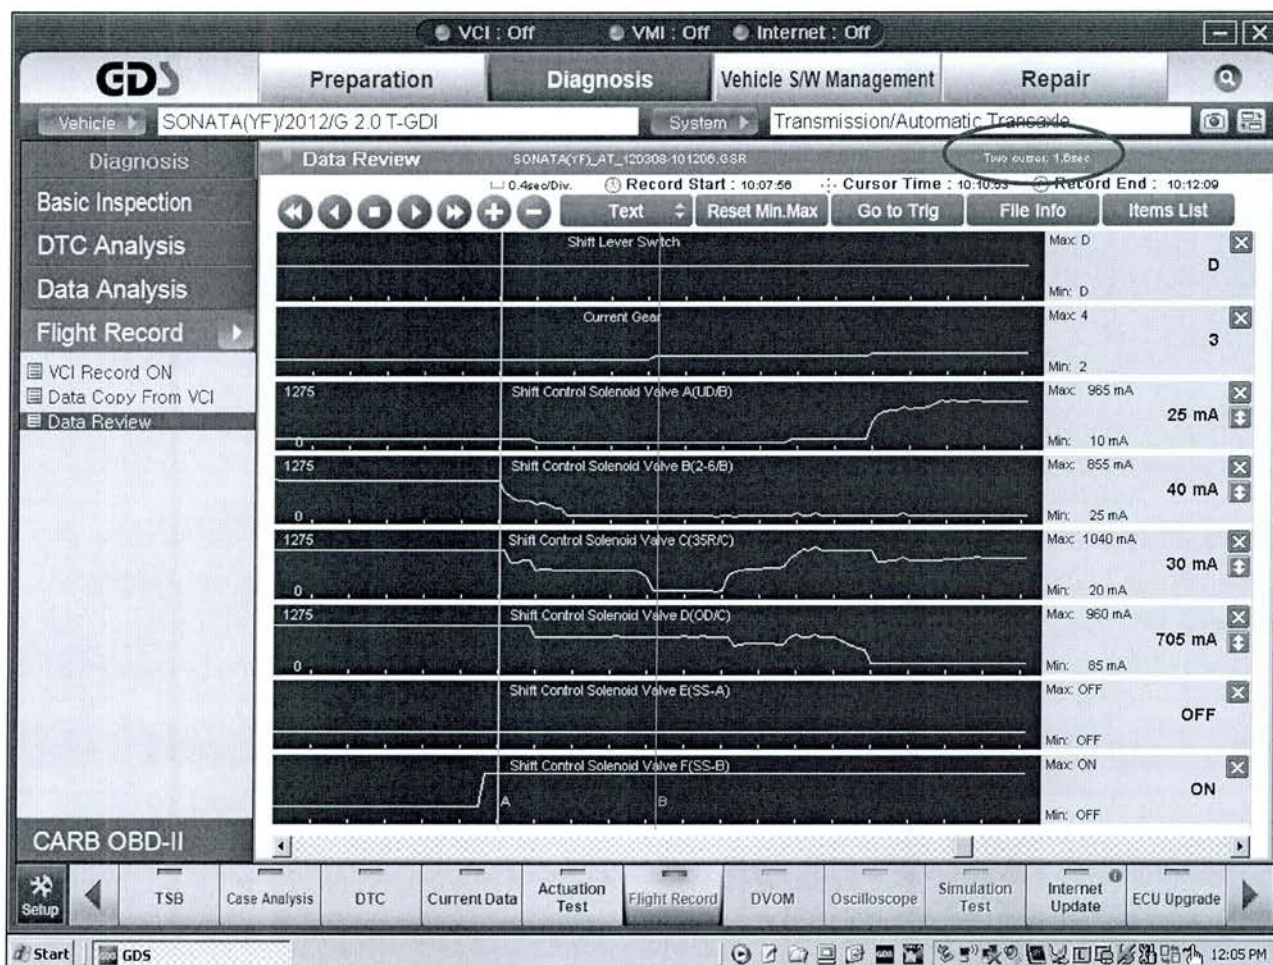 VCI : Off VMI : Off Internet : Off
GDS Preparation Diagnosis Vehicle S/W Management Repair
Vehicle SONATA(YF)/2012/G 2.0 T-GDI System Transmission/Automatic Transaxle
Diagnosis
Basic Inspection
DTC Analysis
Data Analysis
Flight Record
VCI Record ON
Data Copy From VCI
Data Review
CARB OBD-II
Data Review SONATA(YF)_AT_120308-101206.GSR Two cursor: 1.6sec
0.4sec/Div. Record Start : 10:07:56 Cursor Time : 10:10:53 Record End : 10:12:09
Text Reset Min.Max Go to Trig File Info Items List
Shift Lever Switch Max: D
D
Min: D
Current Gear Max: 4
3
Min: 2
1275 Shift Control Solenoid Valve A(UD/B) Max: 965 mA
25 mA
0 Min: 10 mA
1275 Shift Control Solenoid Valve B(2-6/B) Max: 855 mA
40 mA
0 Min: 25 mA
1275 Shift Control Solenoid Valve C(35R/C) Max: 1040 mA
30 mA
0 Min: 20 mA
1275 Shift Control Solenoid Valve D(OD/C) Max: 960 mA
705 mA
0 Min: 85 mA
Shift Control Solenoid Valve E(SS-A) Max: OFF
OFF
Min: OFF
Shift Control Solenoid Valve F(SS-B) Max: ON
ON
A B
Min: OFF
Setup TSB Case Analysis DTC Current Data Actuation Test Flight Record DVOM Oscilloscope Simulation Test Internet Update ECU Upgrade
Start GDS GDS 12:05 PM